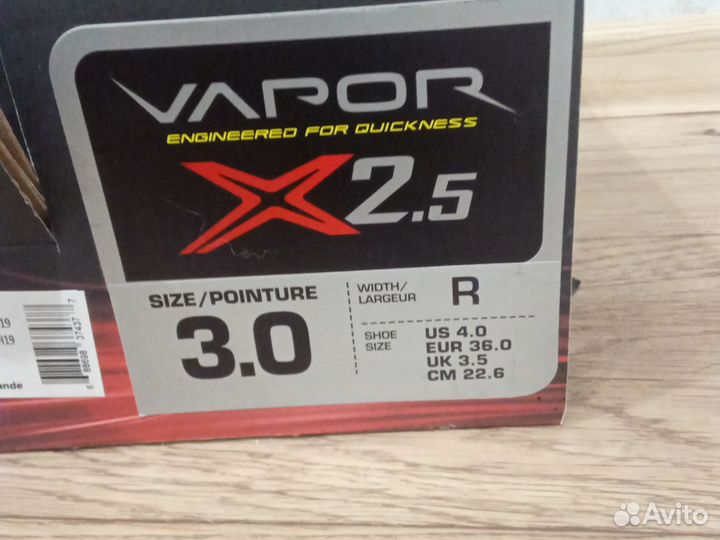 VAPOR
ENGINEERED FOR QUICKNESS
X2.5
SIZE/POINTURE
3.0
WIDTH/
LARGEUR
R
SHOE
SIZE
US 4.0
EUR 36.0
UK 3.5
CM 22.6
Avito